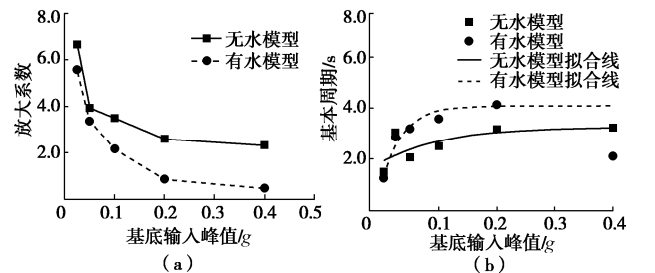 8.0
6.0
4.0
2.0
放大系数
无水模型
有水模型
0
0.1
0.2
0.3
0.4
0.5
基底输入峰值/g
(a)
8.0
6.0
4.0
2.0
基本周期/s
无水模型
有水模型
无水模型拟合线
有水模型拟合线
0
0.1
0.2
0.4
基底输入峰值/g
(b)